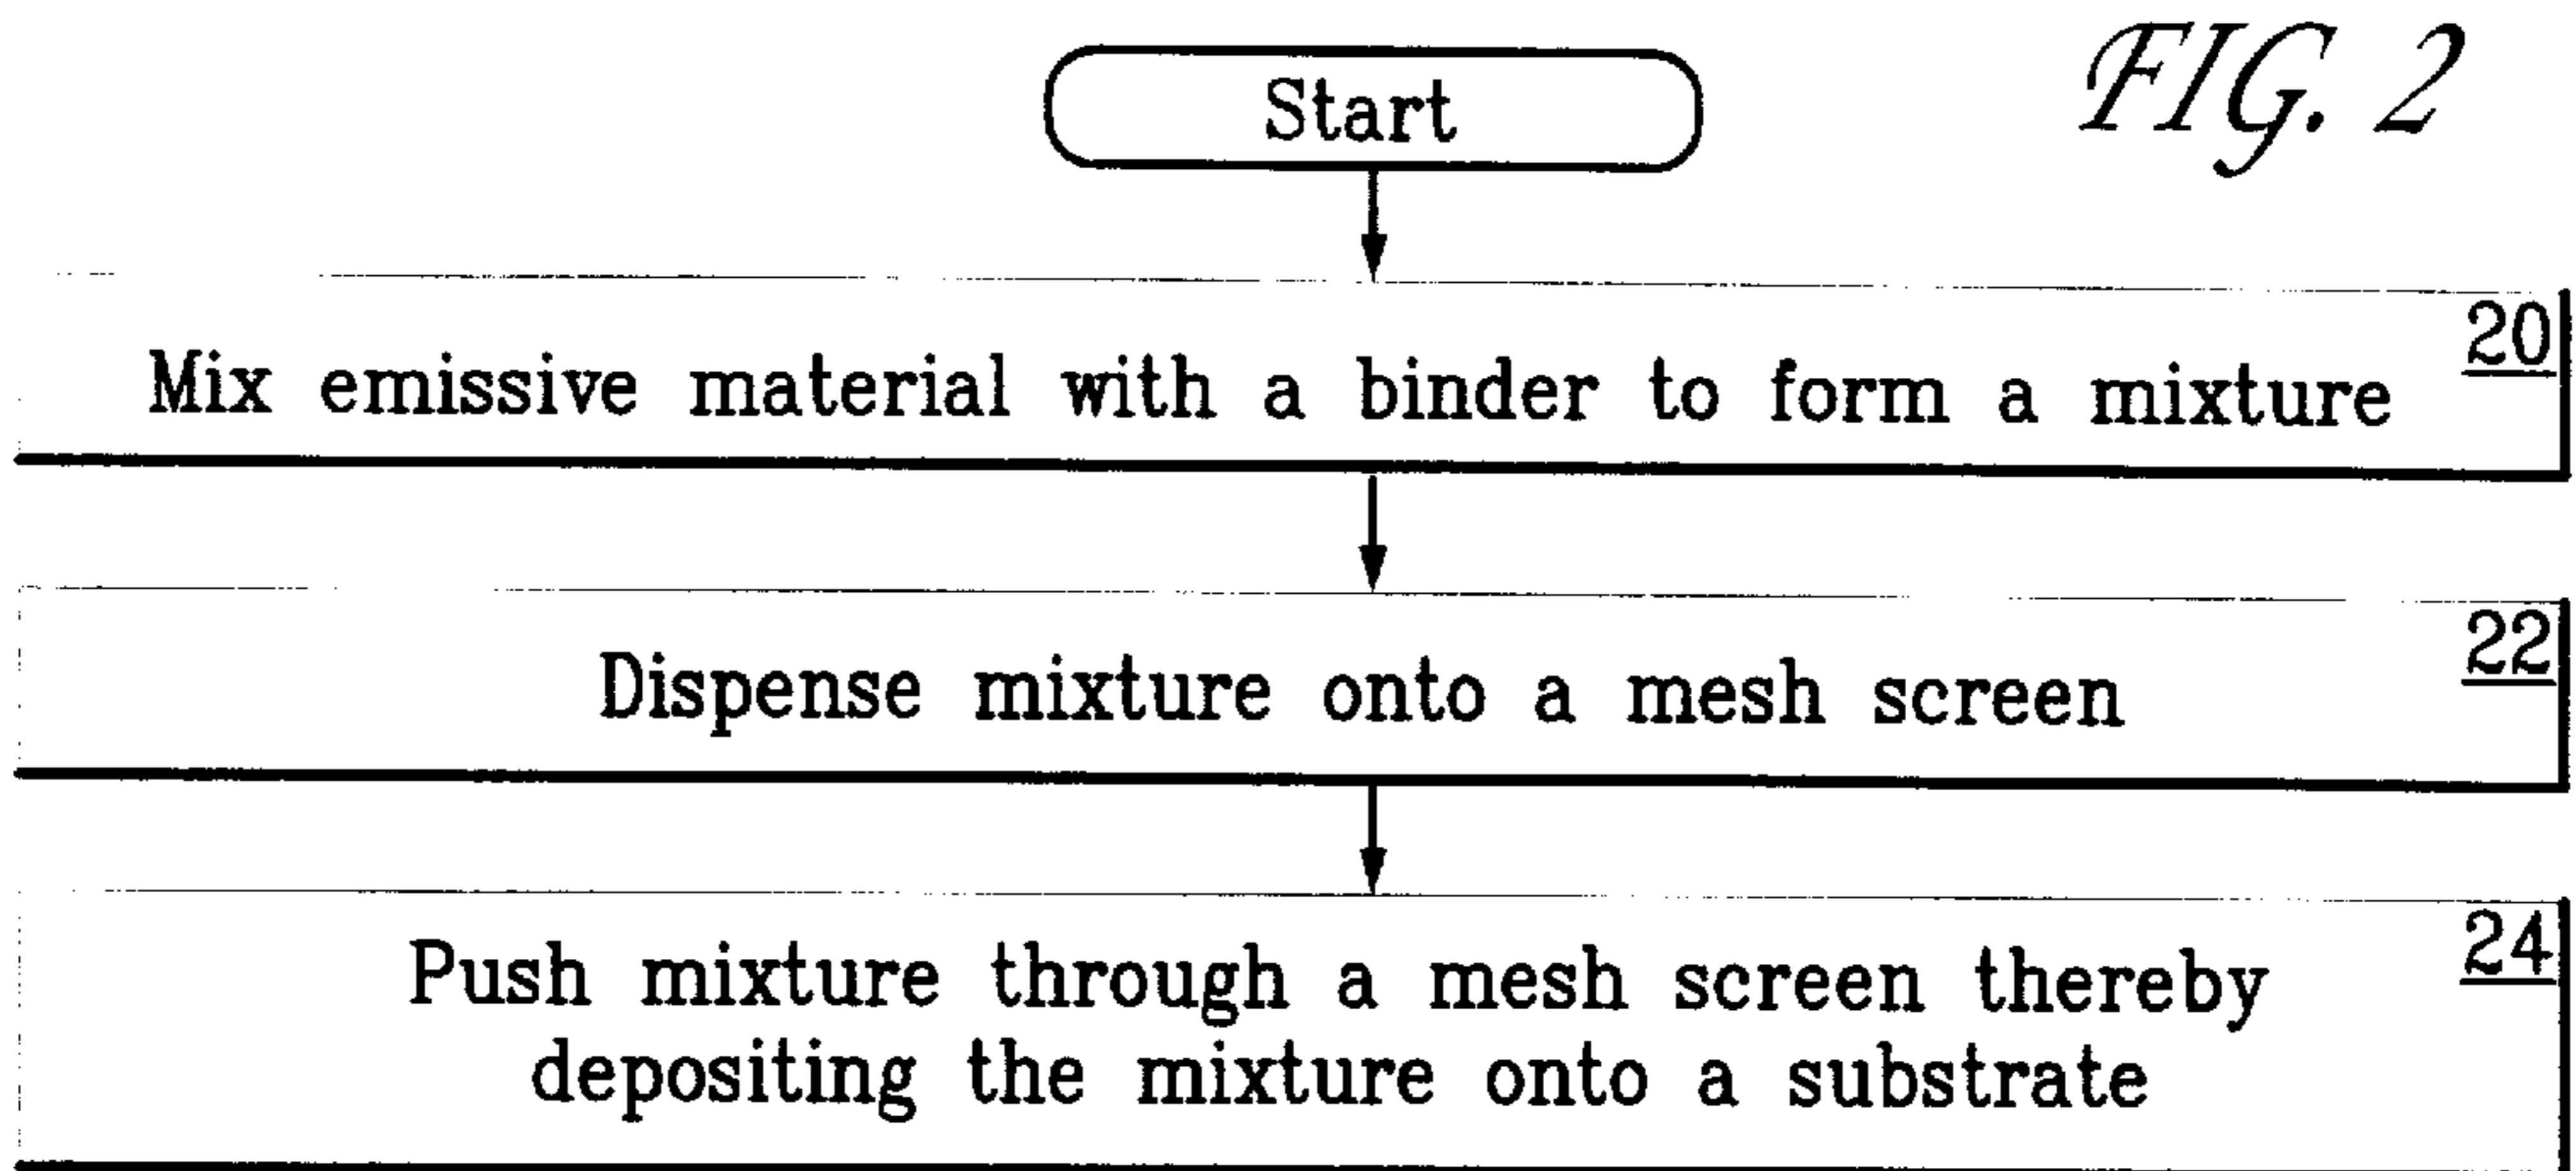 FIG. 2
Start
20
Mix emissive material with a binder to form a mixture
22
Dispense mixture onto a mesh screen
24
Push mixture through a mesh screen thereby
depositing the mixture onto a substrate